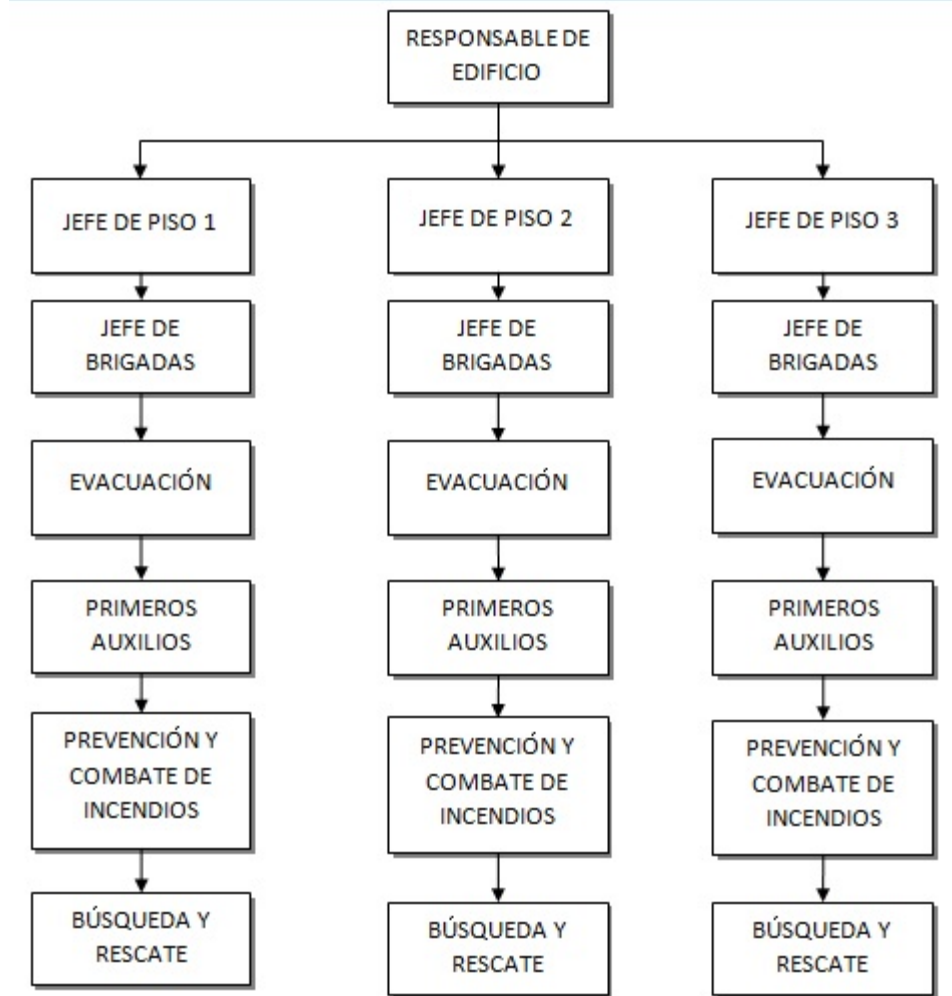 RESPONSABLE DE
EDIFICIO
JEFE DE PISO 1
JEFE DE PISO 2
JEFE DE PISO 3
JEFE DE
BRIGADAS
JEFE DE
BRIGADAS
JEFE DE
BRIGADAS
EVACUACIÓN
EVACUACIÓN
EVACUACIÓN
PRIMEROS
AUXILIOS
PRIMEROS
AUXILIOS
PRIMEROS
AUXILIOS
PREVENCIÓN Y
COMBATE DE
INCENDIOS
PREVENCIÓN Y
COMBATE DE
INCENDIOS
PREVENCIÓN Y
COMBATE DE
INCENDIOS
BÚSQUEDA Y
RESCATE
BÚSQUEDA Y
RESCATE
BÚSQUEDA Y
RESCATE